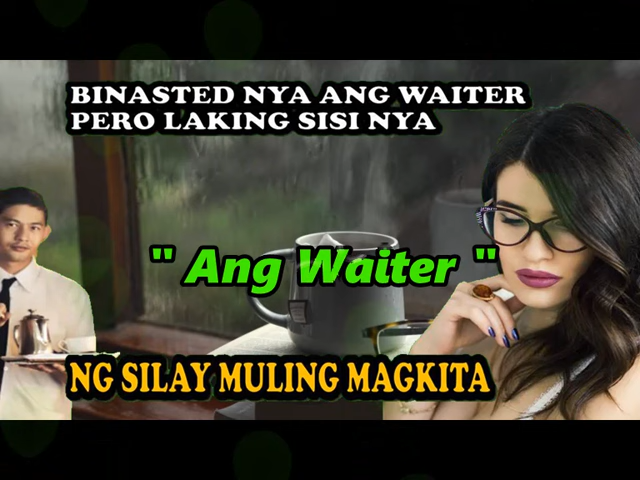 BINASTED NYA ANG WAITER
PERO LAKING SISI NYA
" Ang Waiter "
NG SILAY MULING MAGKITA